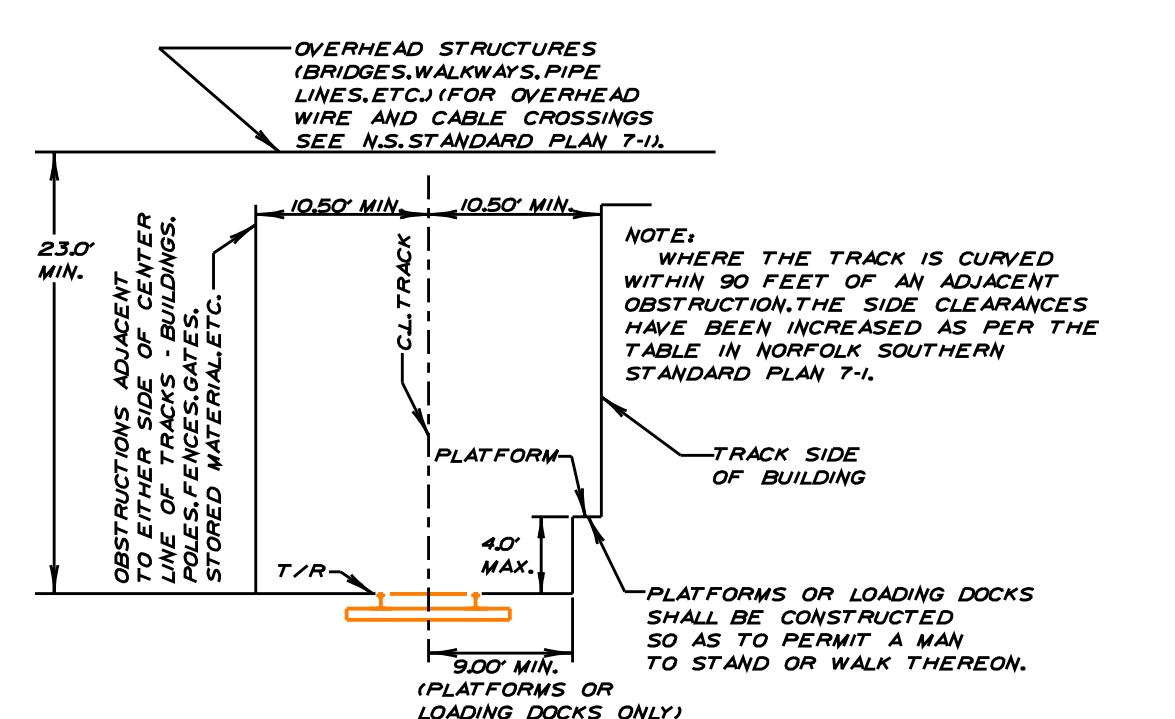 OVERHEAD STRUCTURES
(BRIDGES,WALKWAYS,PIPE
LINES,ETC.) (FOR OVERHEAD
WIRE AND CABLE CROSSINGS
SEE N.S.STANDARD PLAN 7-1).
10.50' MIN.
10.50' MIN.
23.0'
MIN.
OBSTRUCTIONS ADJACENT
TO EITHER SIDE OF CENTER
LINE OF TRACKS - BUILDINGS,
POLES,FENCES,GATES,
STORED MATERIAL,ETC.
C.L.TRACK
NOTE:
WHERE THE TRACK IS CURVED
WITHIN 90 FEET OF AN ADJACENT
OBSTRUCTION,THE SIDE CLEARANCES
HAVE BEEN INCREASED AS PER THE
TABLE IN NORFOLK SOUTHERN
STANDARD PLAN 7-1.
PLATFORM
TRACK SIDE
OF BUILDING
4.0'
MAX.
T/R
PLATFORMS OR LOADING DOCKS
SHALL BE CONSTRUCTED
SO AS TO PERMIT A MAN
TO STAND OR WALK THEREON.
9.00' MIN.
(PLATFORMS OR
LOADING DOCKS ONLY)